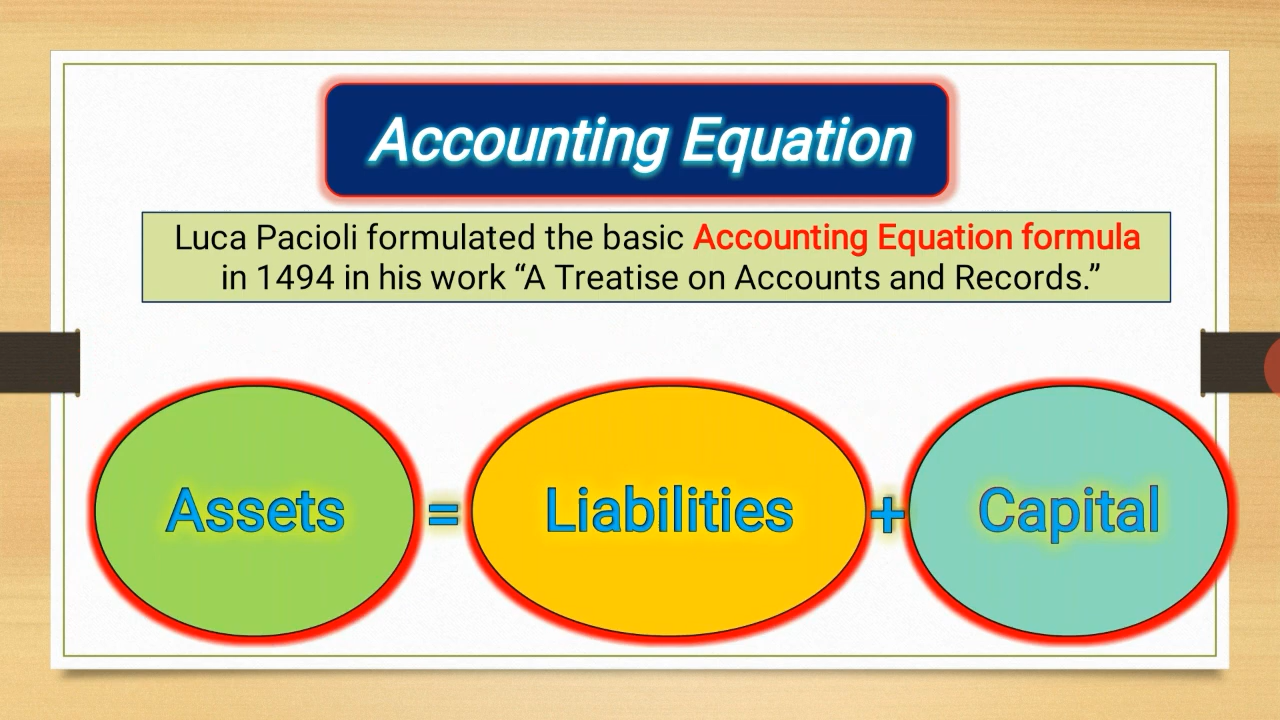 Accounting Equation
Luca Pacioli formulated the basic Accounting Equation formula
in 1494 in his work “A Treatise on Accounts and Records.”
Assets = Liabilities + Capital